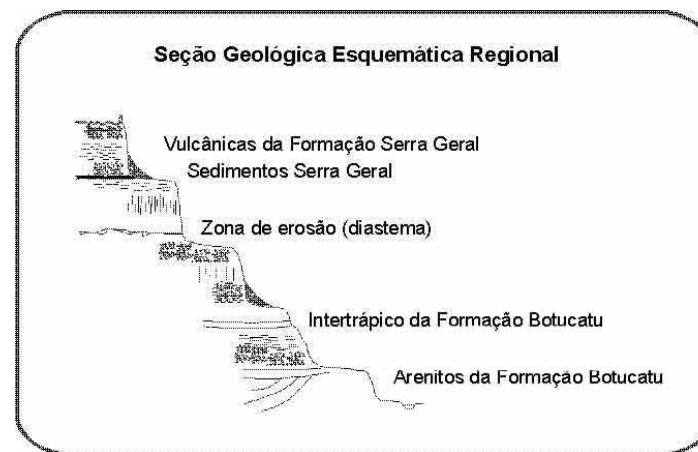 Seção Geológica Esquemática Regional
Vulcânicas da Formação Serra Geral
Sedimentos Serra Geral
Zona de erosão (diastema)
Intertrápico da Formação Botucatu
Arenitos da Formação Botucatu